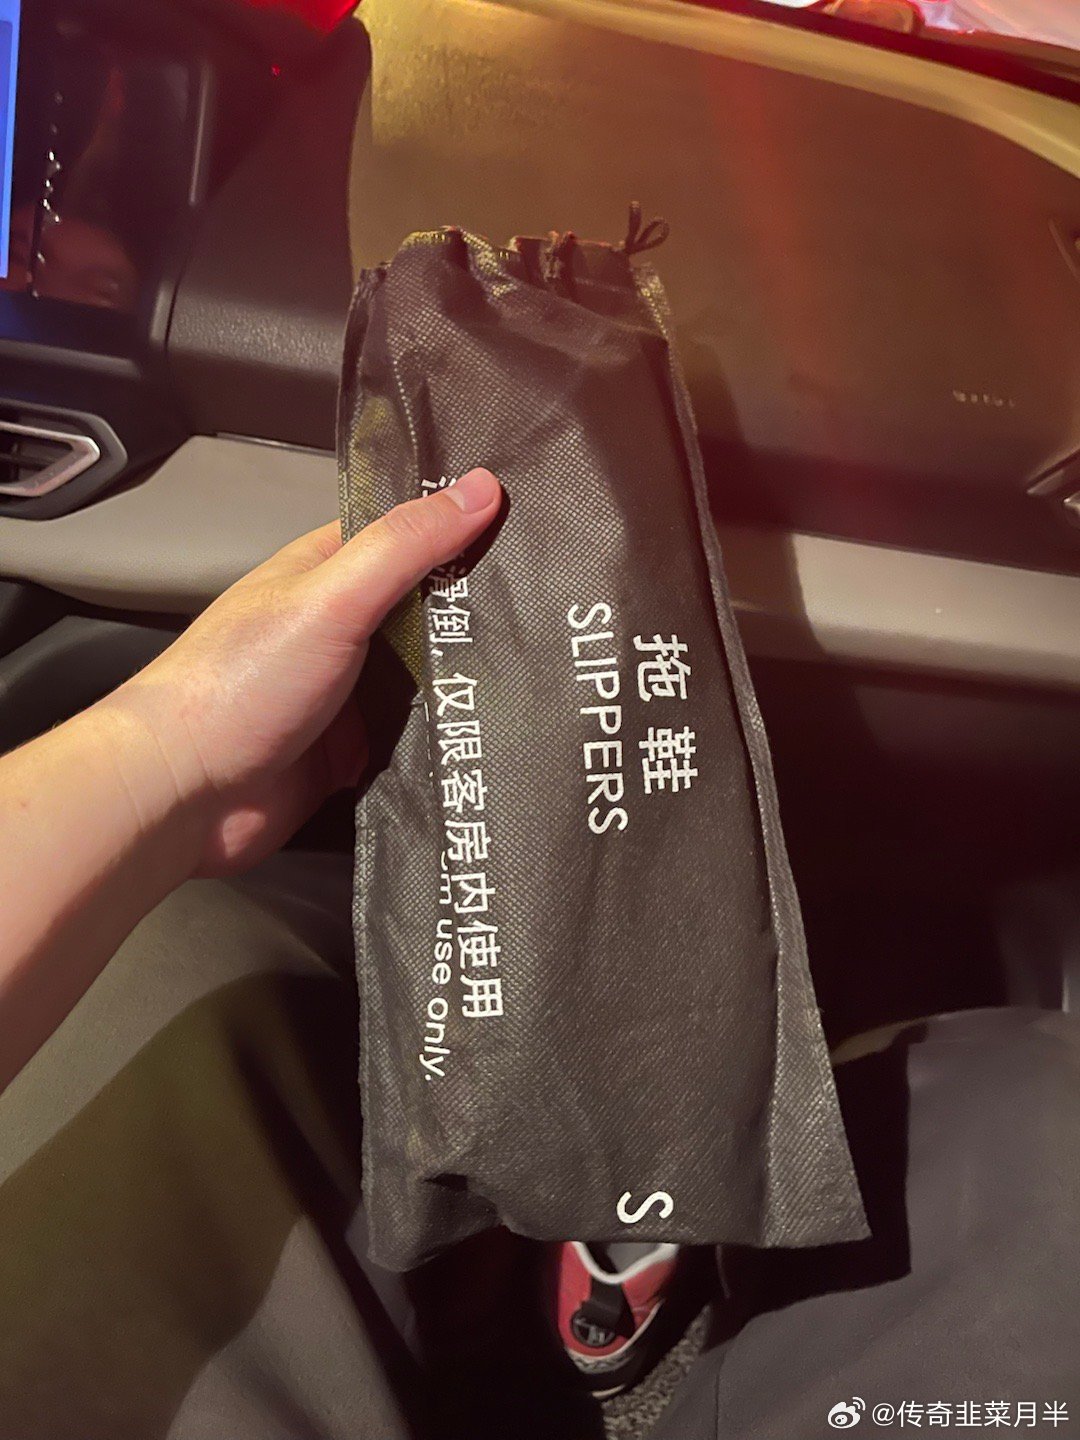 拖鞋
SLIPPERS
滑倒,仅限客房内使用
use only.
S
@传奇韭菜月半